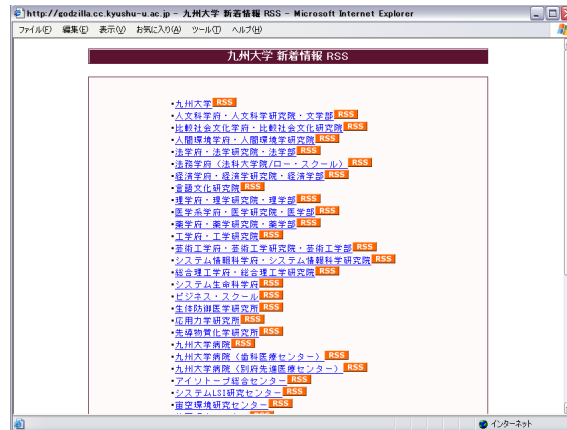 http://godzilla.cc.kyushu-u.ac.jp - 九州大学 新着情報 RSS - Microsoft Internet Explorer
ファイル(F) 編集(E) 表示(V) お気に入り(A) ツール(T) ヘルプ(H)
九州大学 新着情報 RSS
・九州大学 RSS
・人文科学府・人文科学研究院・文学部 RSS
・比較社会文化学府・比較社会文化研究院 RSS
・人間環境学府・人間環境学研究院 RSS
・法学府・法学研究院・法学部 RSS
・法務学府（法科大学院/ロー・スクール） RSS
・経済学府・経済学研究院・経済学部 RSS
・言語文化研究院 RSS
・理学府・理学研究院・理学部 RSS
・医学系学府・医学研究院・医学部 RSS
・薬学府・薬学研究院・薬学部 RSS
・工学府・工学研究院 RSS
・芸術工学府・芸術工学研究院・芸術工学部 RSS
・システム情報科学府・システム情報科学研究院 RSS
・総合理工学府・総合理工学研究院 RSS
・システム生命科学府 RSS
・ビジネス・スクール RSS
・生体防御医学研究所 RSS
・応用力学研究所 RSS
・先導物質化学研究所 RSS
・九州大学病院 RSS
・九州大学病院（歯科医療センター） RSS
・九州大学病院（別府先進医療センター） RSS
・アイソトープ総合センター RSS
・システムLSI研究センター RSS
・宙空環境研究センター RSS
インターネット